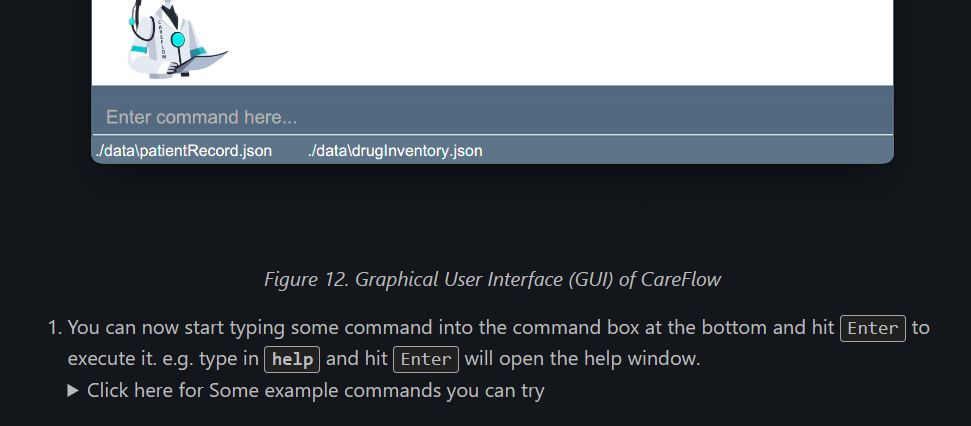 CAREFLOW
Enter command here...
./data\patientRecord.json ./data\drugInventory.json
Figure 12. Graphical User Interface (GUI) of CareFlow
1. You can now start typing some command into the command box at the bottom and hit Enter to
execute it. e.g. type in help and hit Enter will open the help window.
▶ Click here for Some example commands you can try